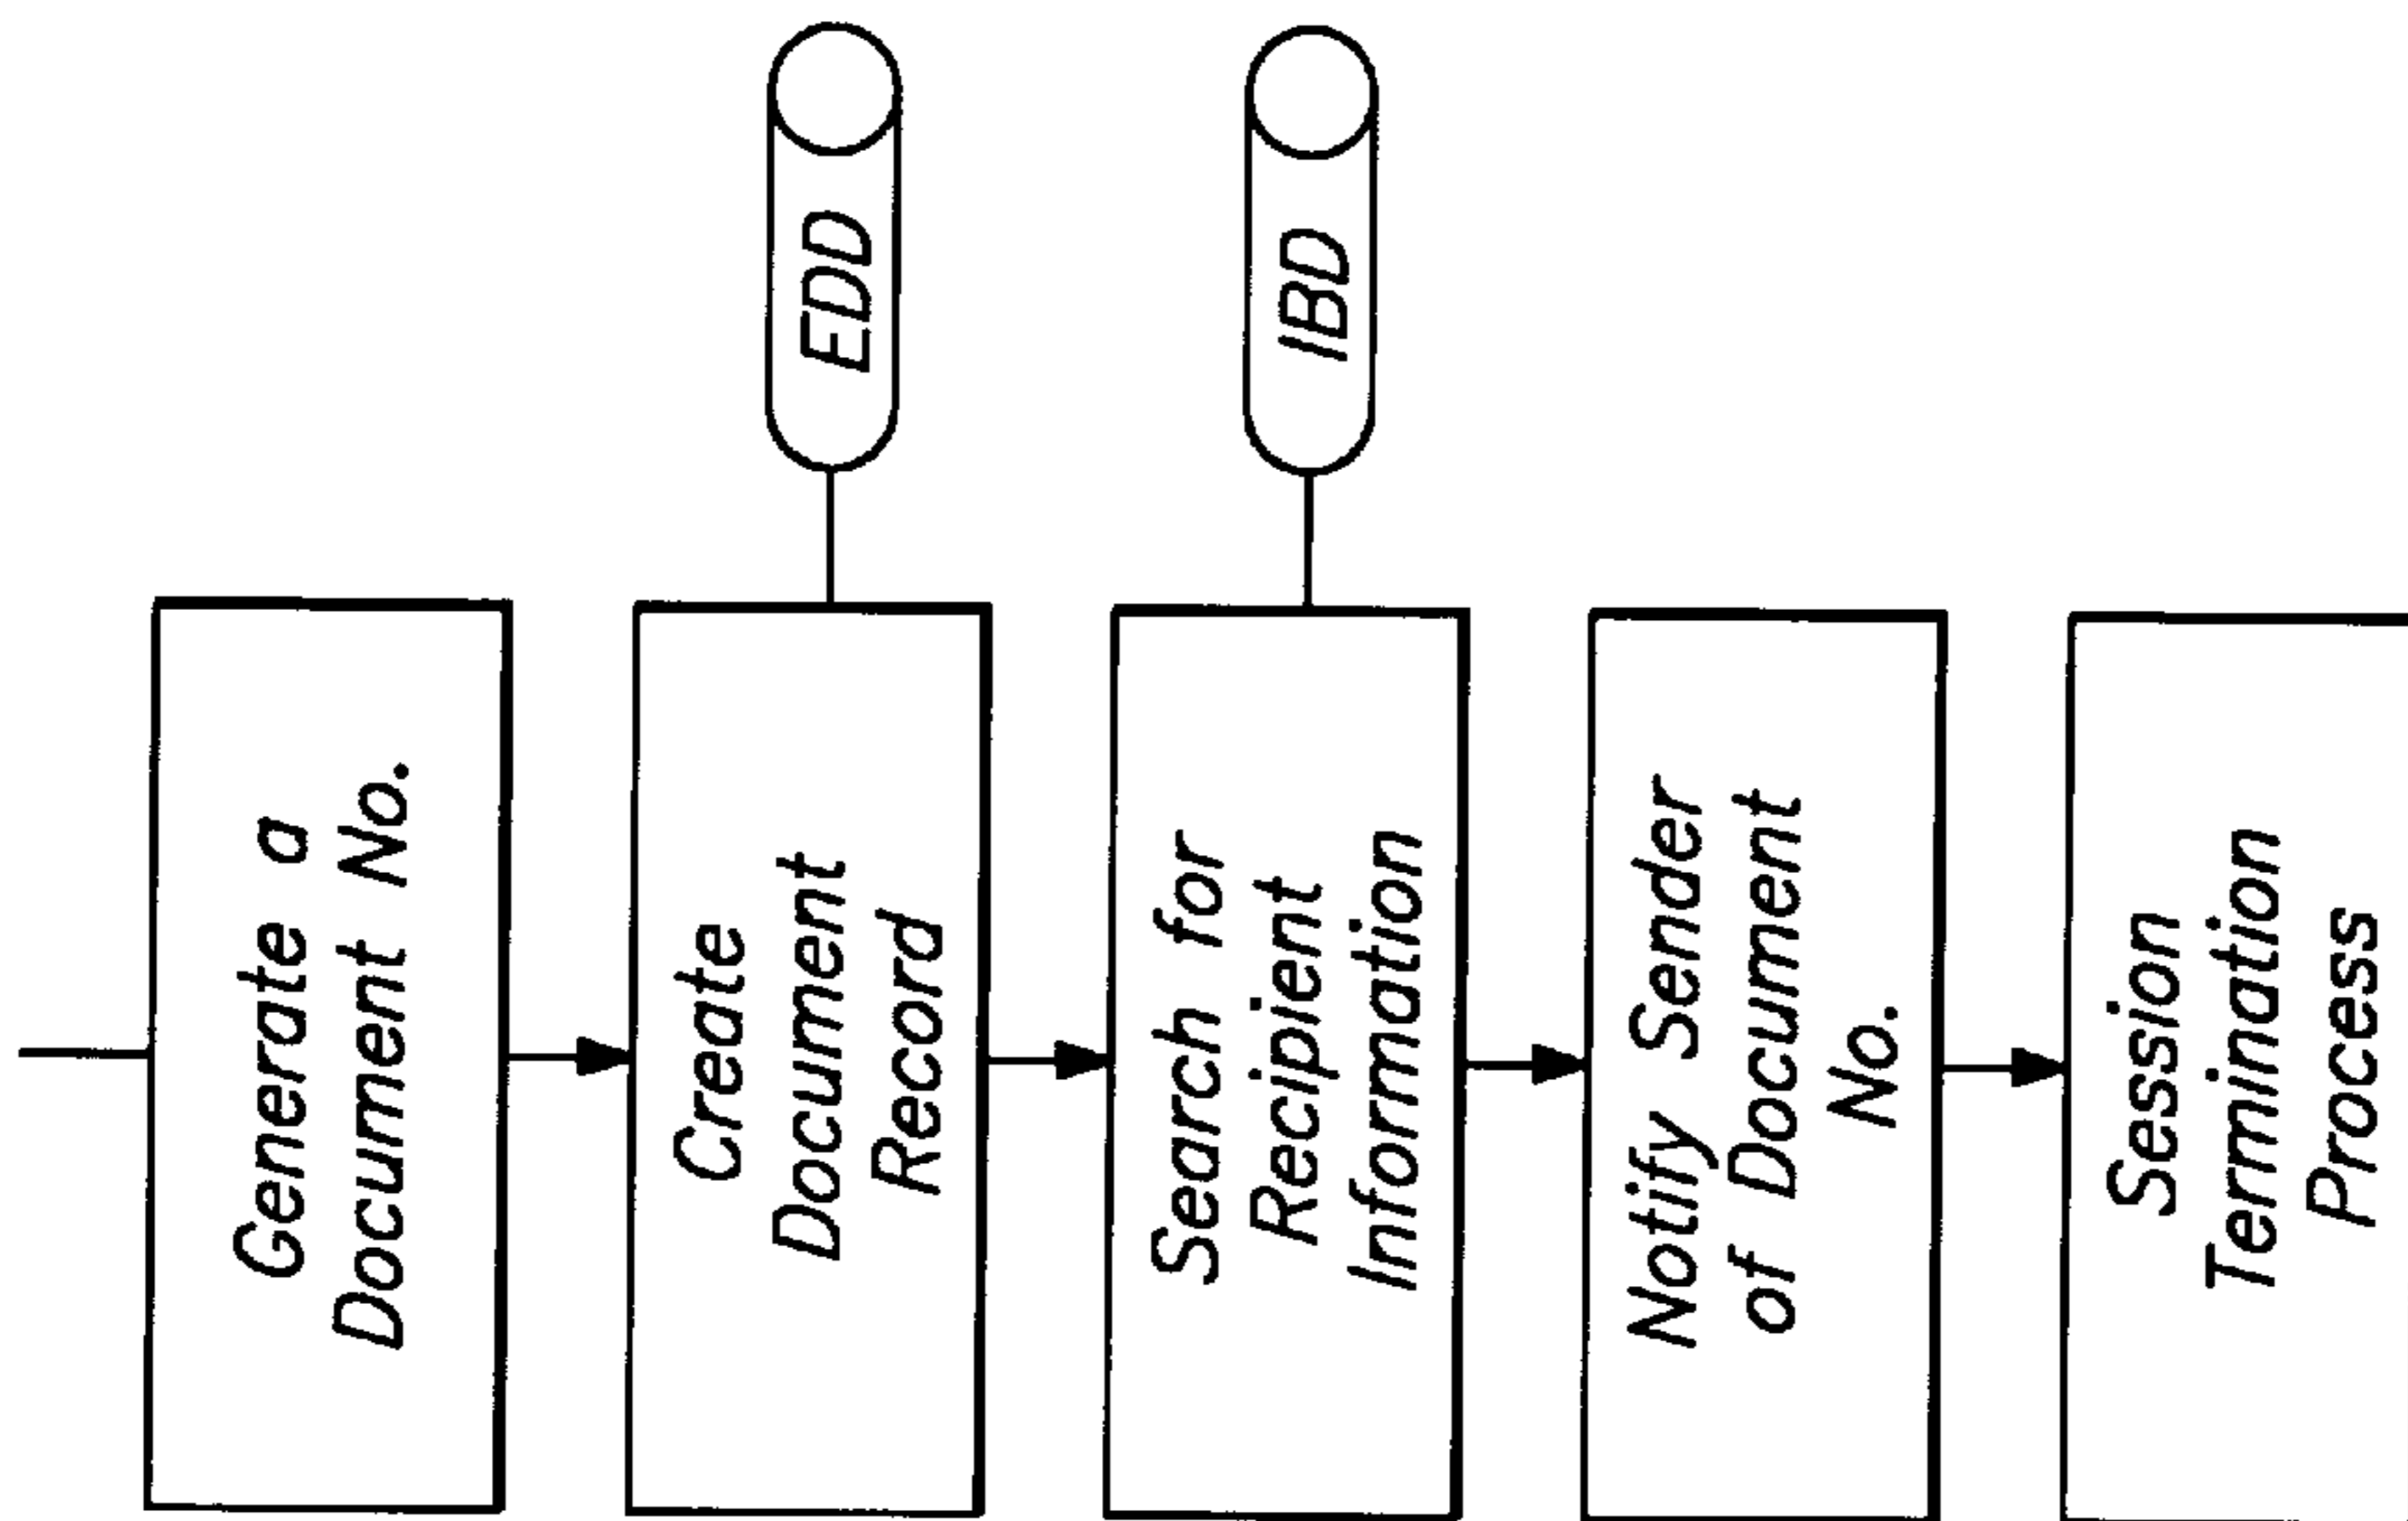 Generate a
Document No.
Create
Document
Record
EDD
Search for
Recipient
Information
IBD
Notify Sender
of Document
No.
Session
Termination
Process